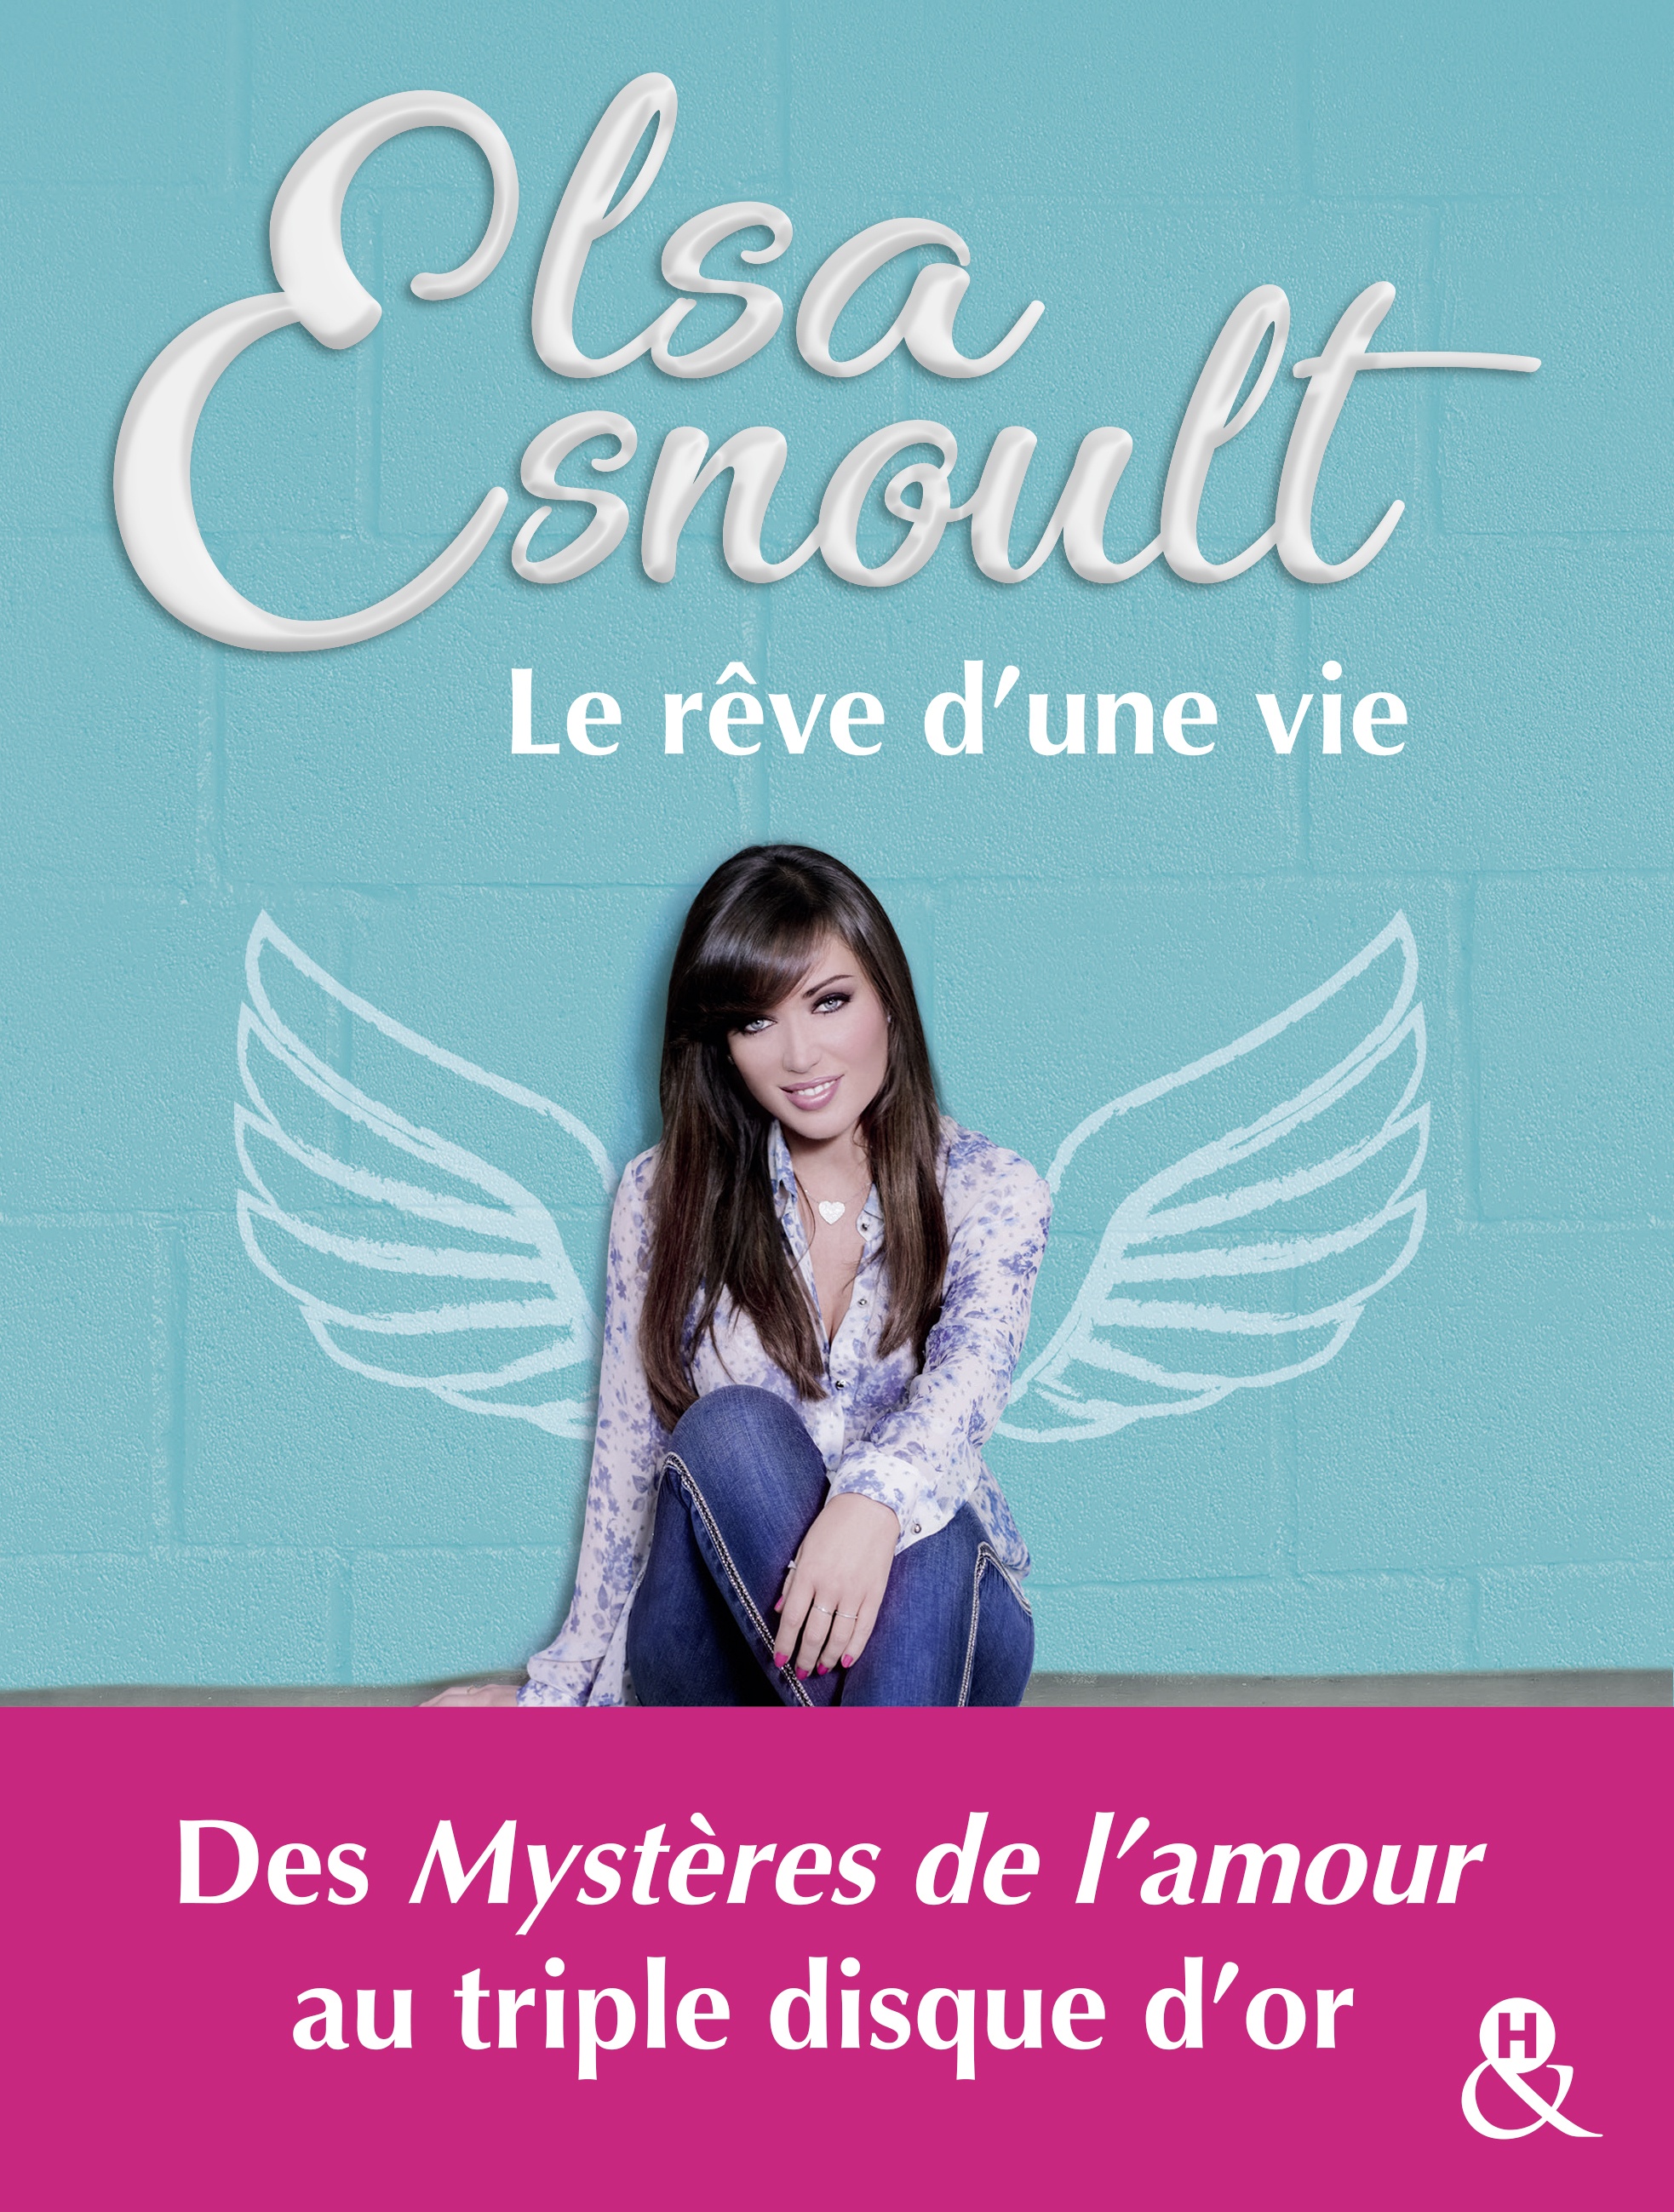 Elsa
Esnoult
Le rêve d'une vie
Des Mystères de l'amour
au triple disque d'or
H
&